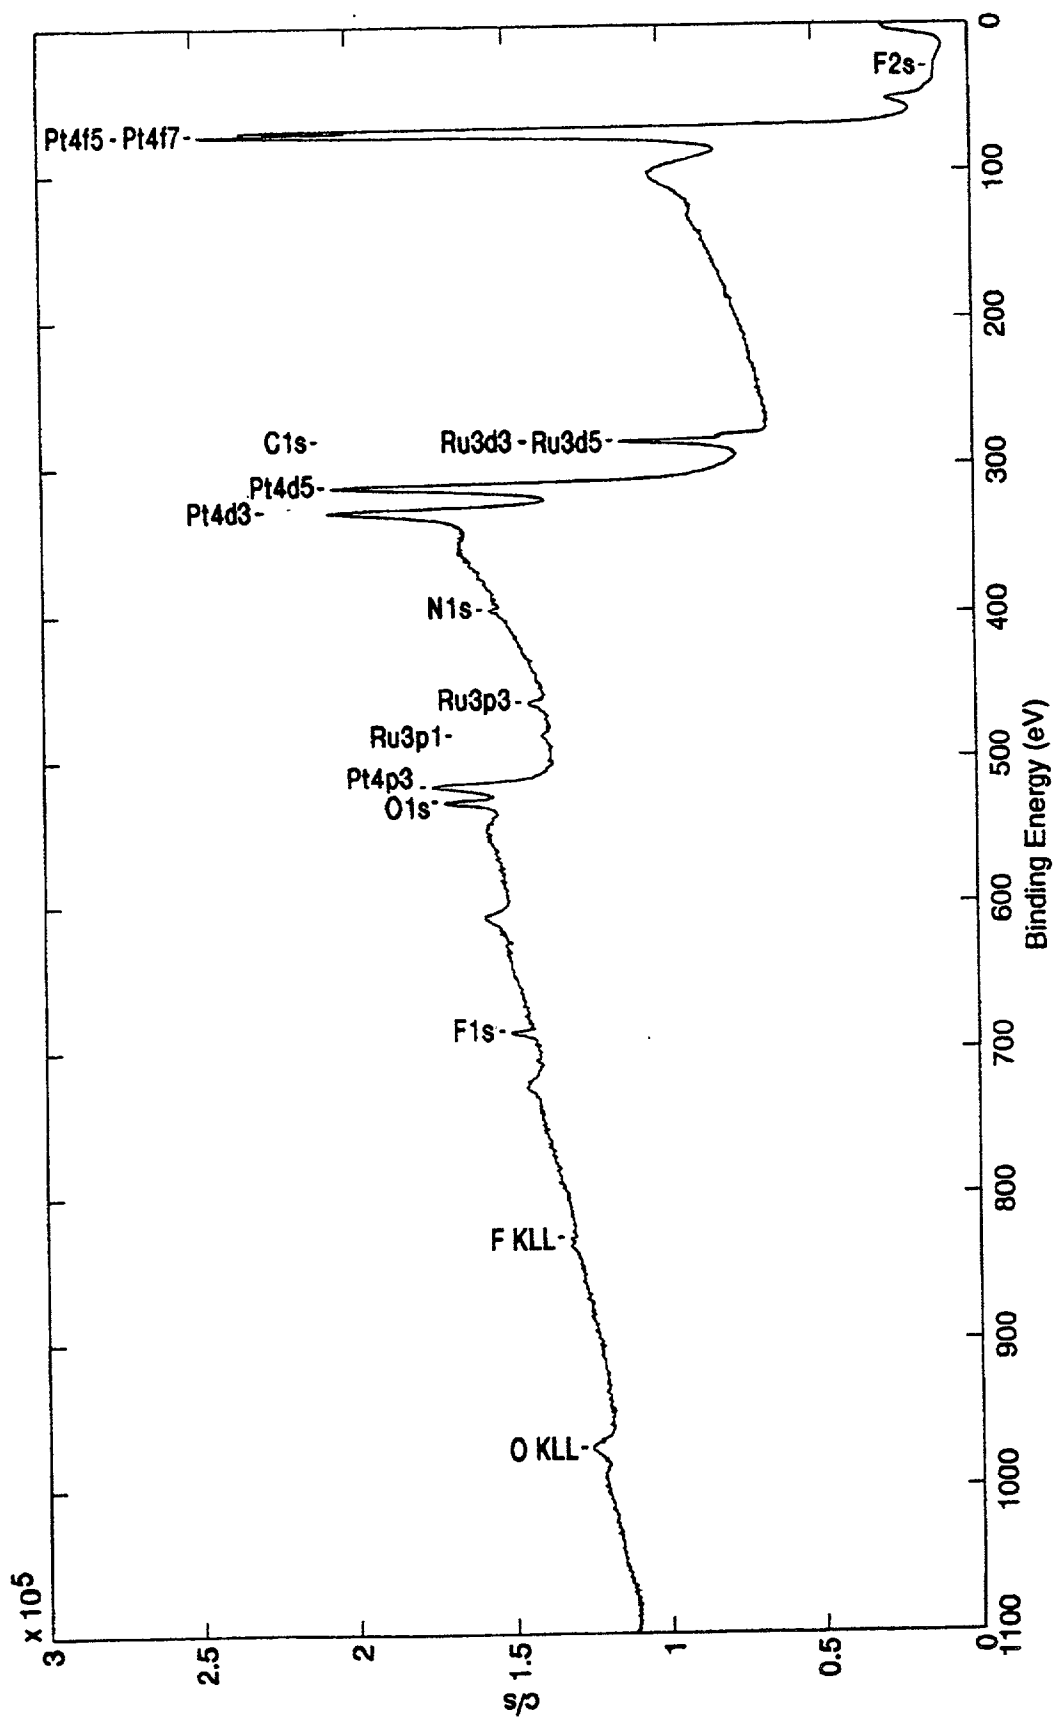 x 10⁵
3
2.5
2
1.5
1
0.5
0
c/s
O KLL-
F KLL-
F1s-
O1s-
Pt4p3-
Ru3p1-
Ru3p3-
N1s-
Pt4d3-
Pt4d5-
C1s-
Ru3d3-Ru3d5-
Pt4f5-Pt4f7-
F2s-
1100
1000
900
800
700
600
500
400
300
200
100
0
Binding Energy (eV)